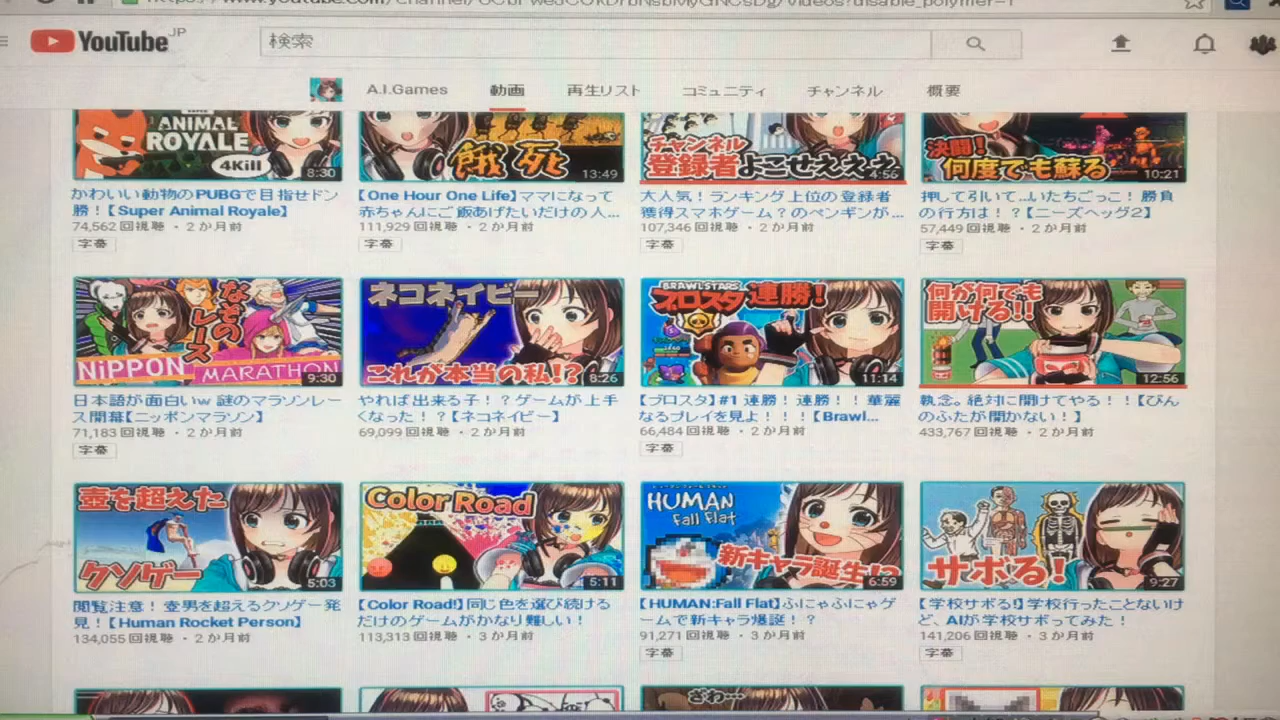 YouTube JP
検索
A.I.Games 動画 再生リスト コミュニティ チャンネル 概要
ANIMAL
ROYALE
4Kill
8:30
餓死
13:49
チャンネル
登録者よこせえええ
4:56
決闘!
何度でも蘇る
10:21
かわいい動物のPUBGで目指せドン
勝!【Super Animal Royale】
74,562 回視聴 • 2 か月前
字幕
【One Hour One Life】ママになって
赤ちゃんにご飯あげたいだけの人...
111,929 回視聴 • 2 か月前
字幕
大人気!ランキング上位の登録者
獲得スマホゲーム?のペンギンが...
107,346 回視聴 • 2 か月前
字幕
押して引いて...いたちごっこ!勝負
の行方は!?【ニーズヘッグ2】
57,449 回視聴 • 2 か月前
字幕
なぞの
レース
NiPPON MARATHON
9:30
ネコネイビー
これが本当の私!?
8:26
BRAWL STARS
ブロスタ連勝!
11:14
何が何でも
開ける!!
12:56
日本語が面白いw 謎のマラソンレー
ス開幕【ニッポンマラソン】
71,183 回視聴 • 2 か月前
字幕
やれば出来る子!?ゲームが上手
くなった!?【ネコネイビー】
69,099 回視聴 • 2 か月前
【ブロスタ】#1 連勝!連勝!!華麗
なるプレイを見よ!!!【Brawl...
66,484 回視聴 • 2 か月前
字幕
執念。絶対に開けてやる!!【びん
のふたが開かない!】
433,767 回視聴 • 2 か月前
壺を超えた
クソゲー
5:03
Color Road
5:11
HUMAN
Fall Flat
新キャラ誕生!?
6:59
サボる!
9:27
閲覧注意!壺男を超えるクソゲー発
見!【Human Rocket Person】
134,055 回視聴 • 2 か月前
【Color Road!】同じ色を選び続ける
だけのゲームがかなり難しい!
113,313 回視聴 • 3 か月前
【HUMAN:Fall Flat】ふにゃふにゃゲ
ームで新キャラ爆誕!?
91,271 回視聴 • 3 か月前
字幕
【学校サボる!】学校行ったことないけ
ど、AIが学校サボってみた!
141,206 回視聴 • 3 か月前
字幕
ざわ…